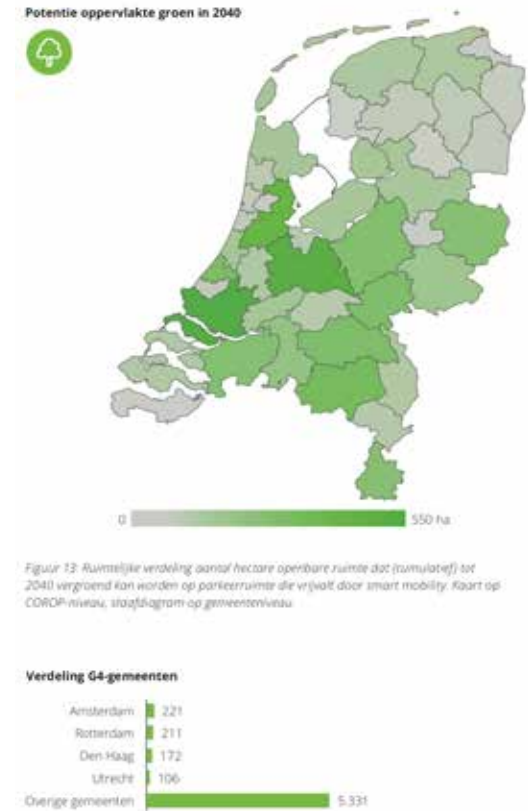 Potentie oppervlakte groen in 2040
0
550 ha
Figuur 13: Ruimtelijke verdeling aantal hectare openbare ruimte dat (cumulatief) tot
2040 vergroend kan worden op parkeerruimte die vrijvalt door smart mobility. Kaart op
COROP-niveau, staafdiagram op gemeenteniveau.
Verdeling G4-gemeenten
Amsterdam 221
Rotterdam 211
Den Haag 172
Utrecht 106
Overige gemeenten 5.331